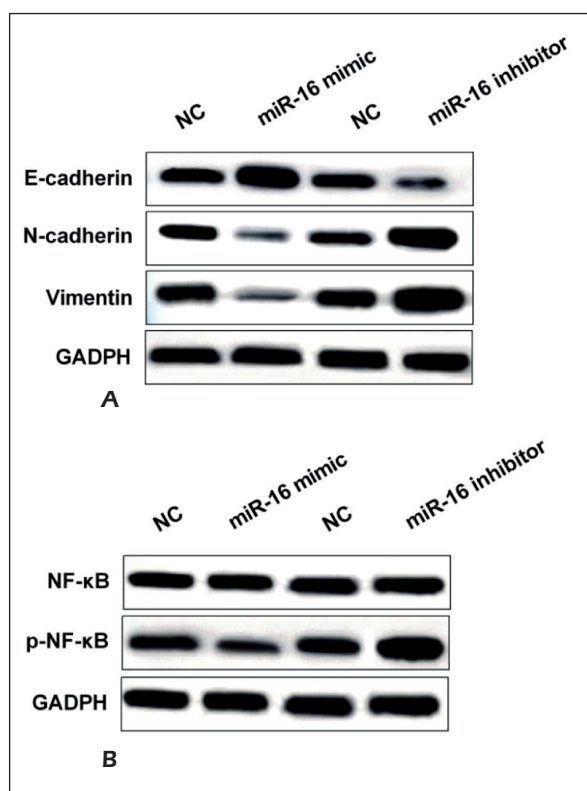 NC miR-16 mimic NC miR-16 inhibitor
E-cadherin
N-cadherin
Vimentin
GADPH
A
NC miR-16 mimic NC miR-16 inhibitor
NF-κB
p-NF-κB
GADPH
B